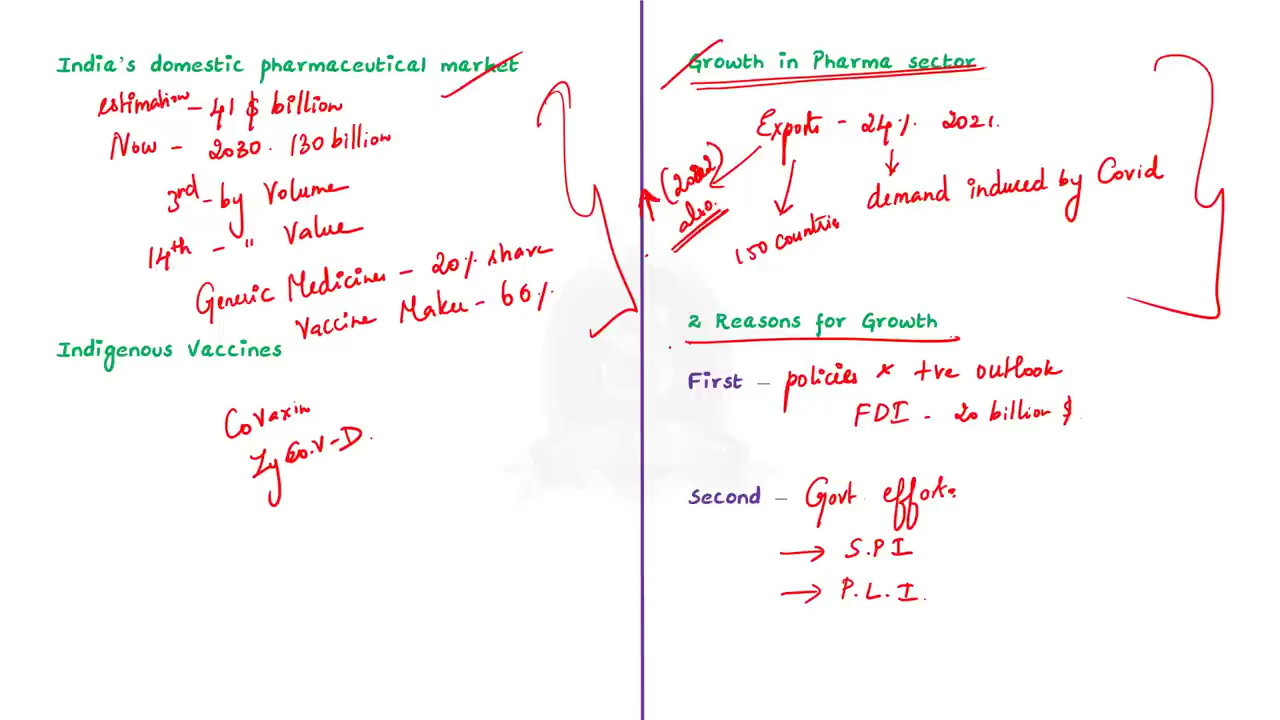 India's domestic pharmaceutical market
estimation - 41 $ billion
Now - 2030. 130 billion
3rd - by Volume
14th - " Value
Generic Medicines - 20% share
Vaccine Maker - 60%.
Indigenous Vaccines
Covaxin
ZyCo.V-D.
Growth in Pharma sector
Exports - 24% 2021.
↑ (2022)
also.
150 countries
demand induced by Covid
2 Reasons for Growth
First - policies * +ve outlook
FDI - 20 billion $
Second - Govt efforts
→ S.P I
→ P.L.I.